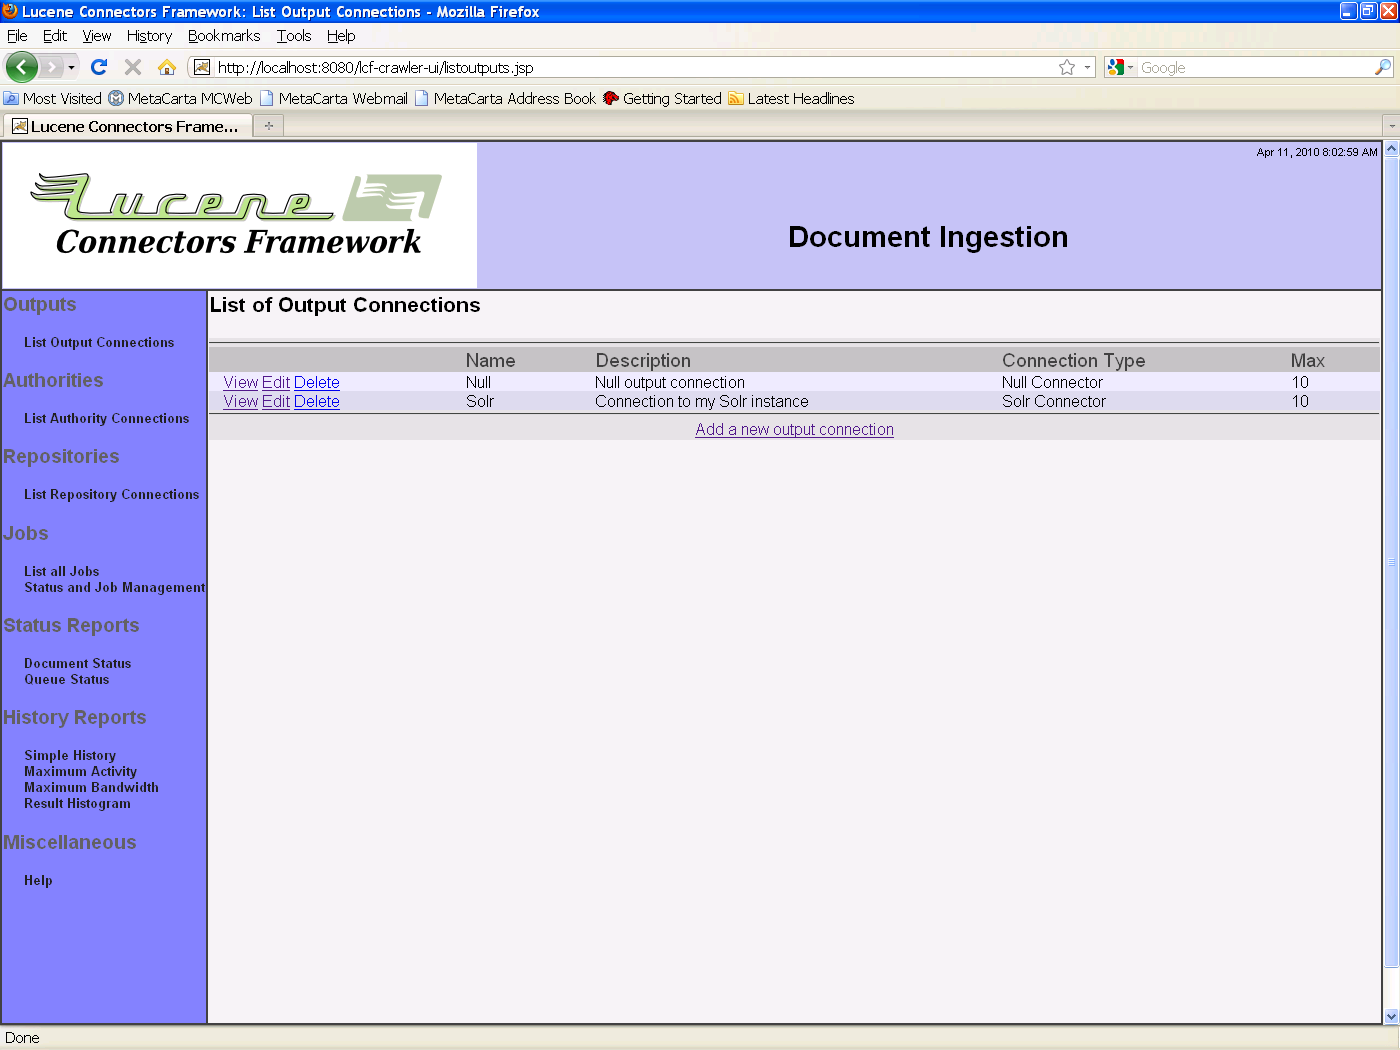 Lucene Connectors Framework: List Output Connections - Mozilla Firefox
File Edit View History Bookmarks Tools Help
http://localhost:8080/lcf-crawler-ui/listoutputs.jsp
Google
Most Visited MetaCarta MCWeb MetaCarta Webmail MetaCarta Address Book Getting Started Latest Headlines
Lucene Connectors Frame...
Apr 11, 2010 8:02:59 AM
Lucene
Connectors Framework
Document Ingestion
Outputs
List Output Connections
Authorities
List Authority Connections
Repositories
List Repository Connections
Jobs
List all Jobs
Status and Job Management
Status Reports
Document Status
Queue Status
History Reports
Simple History
Maximum Activity
Maximum Bandwidth
Result Histogram
Miscellaneous
Help
List of Output Connections
Name Description Connection Type Max
View Edit Delete Null Null output connection Null Connector 10
View Edit Delete Solr Connection to my Solr instance Solr Connector 10
Add a new output connection
Done